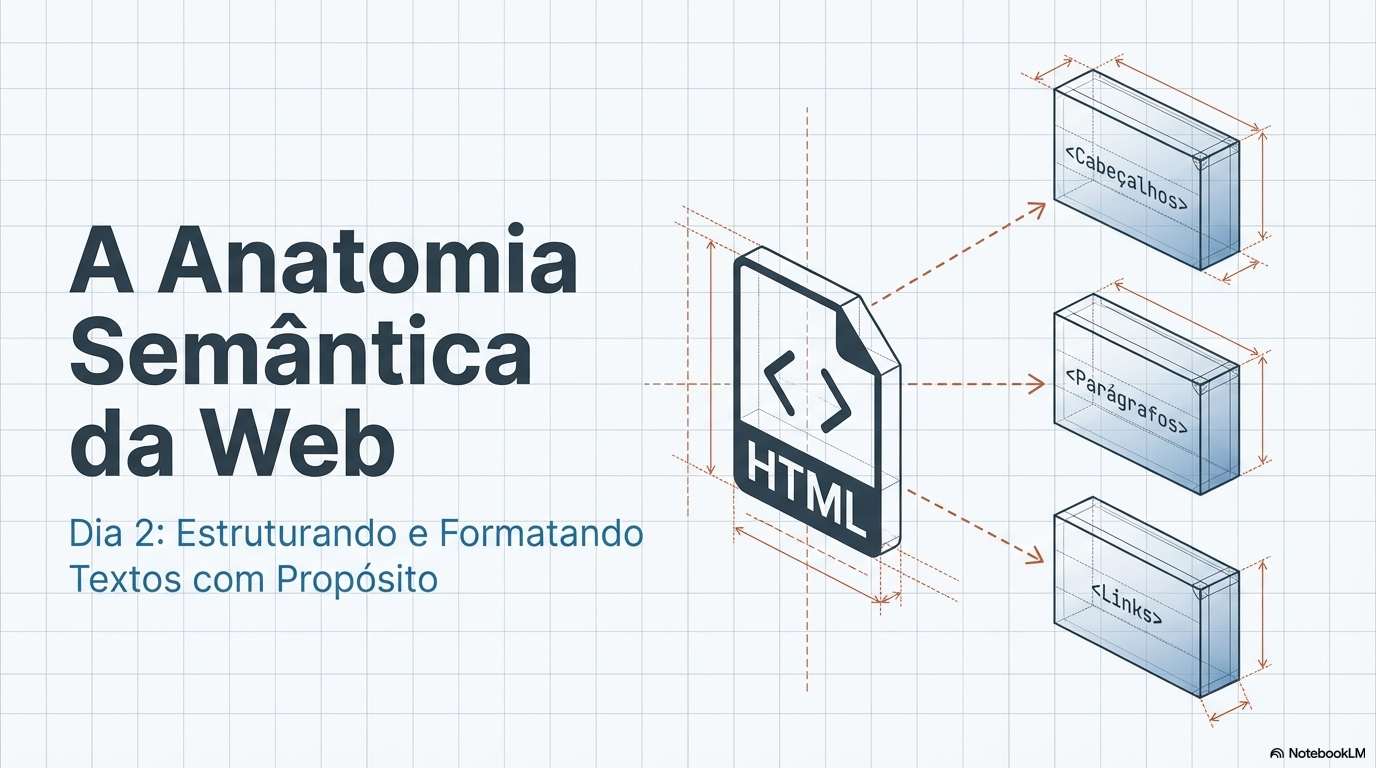 A Anatomia
Semântica
da Web
Dia 2: Estruturando e Formatando
Textos com Propósito
HTML
<Cabeçalhos>
<Parágrafos>
<Links>
NotebookLM